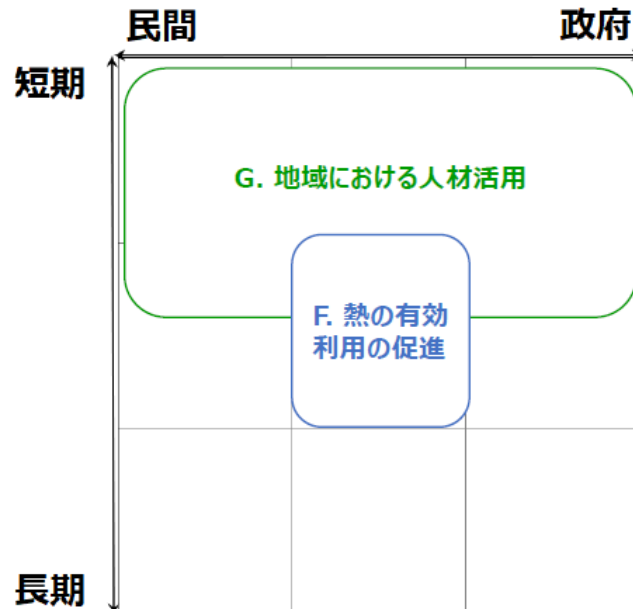 民間
政府
短期
G. 地域における人材活用
F. 熱の有効
利用の促進
長期